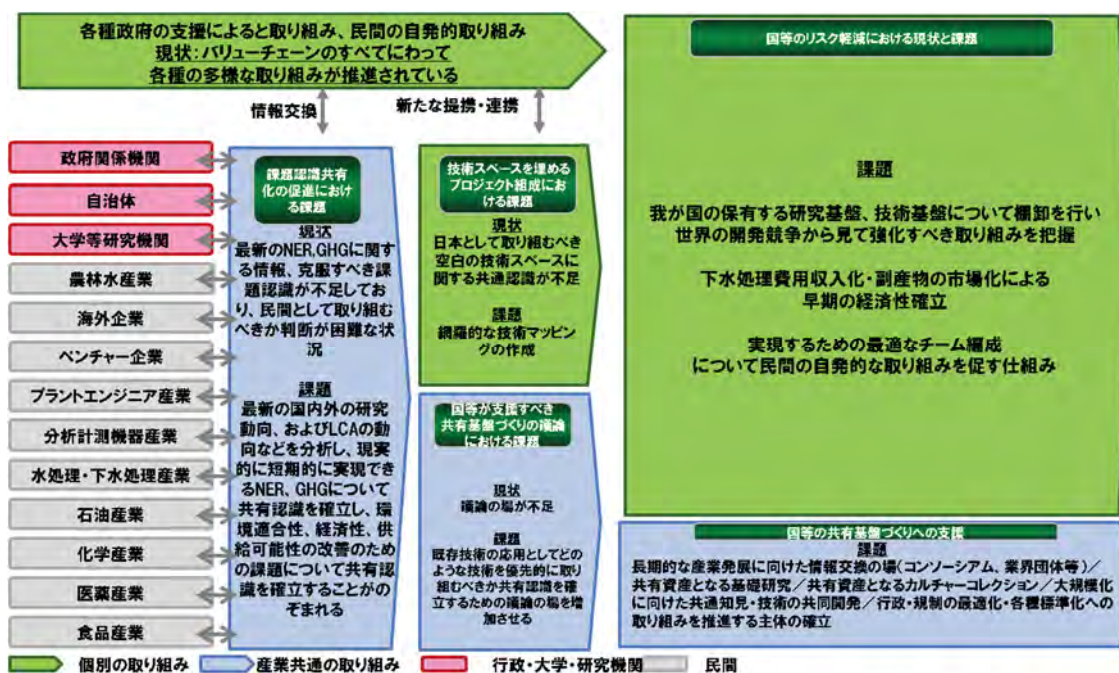 各種政府の支援によると取り組み、民間の自発的取り組み
現状：バリューチェーンのすべてにわって
各種の多様な取り組みが推進されている
情報交換
新たな提携・連携
政府関係機関
自治体
大学等研究機関
農林水産業
海外企業
ベンチャー企業
プラントエンジニア産業
分析計測機器産業
水処理・下水処理産業
石油産業
化学産業
医薬産業
食品産業
課題認識共有
化の促進におけ
る課題
現状
最新のNER,GHGに関す
る情報、克服すべき課
題認識が不足してお
り、民間として取り組む
べきか判断が困難な状
況
課題
最新の国内外の研究
動向、およびLCAの動
向などを分析し、現実
的に短期的に実現でき
るNER、GHGについて
共有認識を確立し、環
境適合性、経済性、供
給可能性の改善のため
の課題について共有認
識を確立することがの
ぞまれる
技術スペースを埋める
プロジェクト組成にお
ける課題
現状
日本として取り組むべき
空白の技術スペースに
関する共通認識が不足
課題
網羅的な技術マッピン
グの作成
国等が支援すべき
共有基盤づくりの議論
における課題
現状
議論の場が不足
課題
既存技術の応用としてどの
ような技術を優先的に取り
組むべきか共有認識を確
立するための議論の場を増
加させる
国等のリスク軽減における現状と課題
課題
我が国の保有する研究基盤、技術基盤について棚卸を行い
世界の開発競争から見て強化すべき取り組みを把握
下水処理費用収入化・副産物の市場化による
早期の経済性確立
実現するための最適なチーム編成
について民間の自発的な取り組みを促す仕組み
国等の共有基盤づくりへの支援
課題
長期的な産業発展に向けた情報交換の場（コンソーシアム、業界団体等）／
共有資産となる基礎研究／共有資産となるカルチャーコレクション／大規模化
に向けた共通知見・技術の共同開発／行政・規制の最適化・各種標準化への
取り組みを推進する主体の確立
個別の取り組み
産業共通の取り組み
行政・大学・研究機関
民間